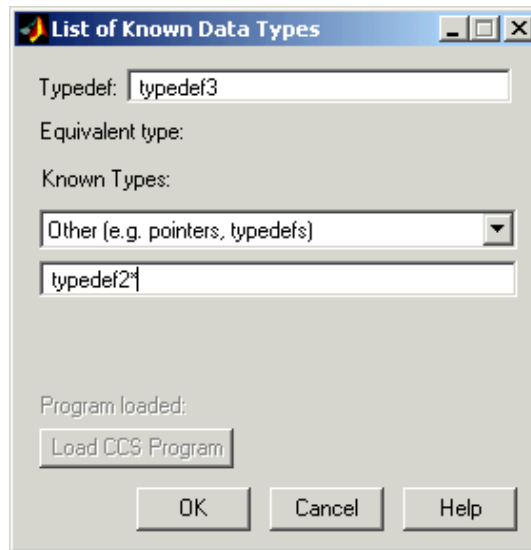 List of Known Data Types
Typedef: typedef3
Equivalent type:
Known Types:
Other (e.g. pointers, typedefs)
typedef2*
Program loaded:
Load CCS Program
OK Cancel Help